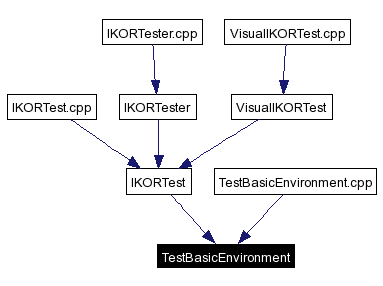 IKORTester.cpp
VisualIKORTest.cpp
IKORTest.cpp
IKORTester
VisualIKORTest
IKORTest
TestBasicEnvironment.cpp
TestBasicEnvironment